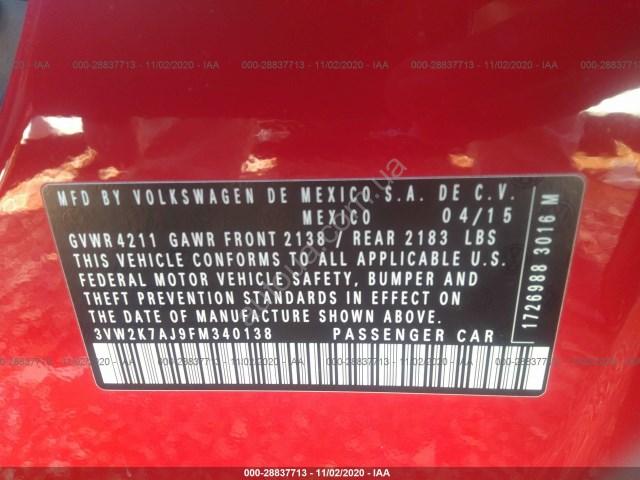 000-28837713 - 11/02/2020 - IAA
MFD BY VOLKSWAGEN DE MEXICO S.A. DE C.V.
MEXICO 04/15
GVWR 4211 GAWR FRONT 2138 / REAR 2183 LBS
THIS VEHICLE CONFORMS TO ALL APPLICABLE U.S.
FEDERAL MOTOR VEHICLE SAFETY, BUMPER AND
THEFT PREVENTION STANDARDS IN EFFECT ON
THE DATE OF MANUFACTURE SHOWN ABOVE.
3VW2K7AJ9FM340138 PASSENGER CAR
1726988 3016 M
000-28837713 - 11/02/2020 - IAA